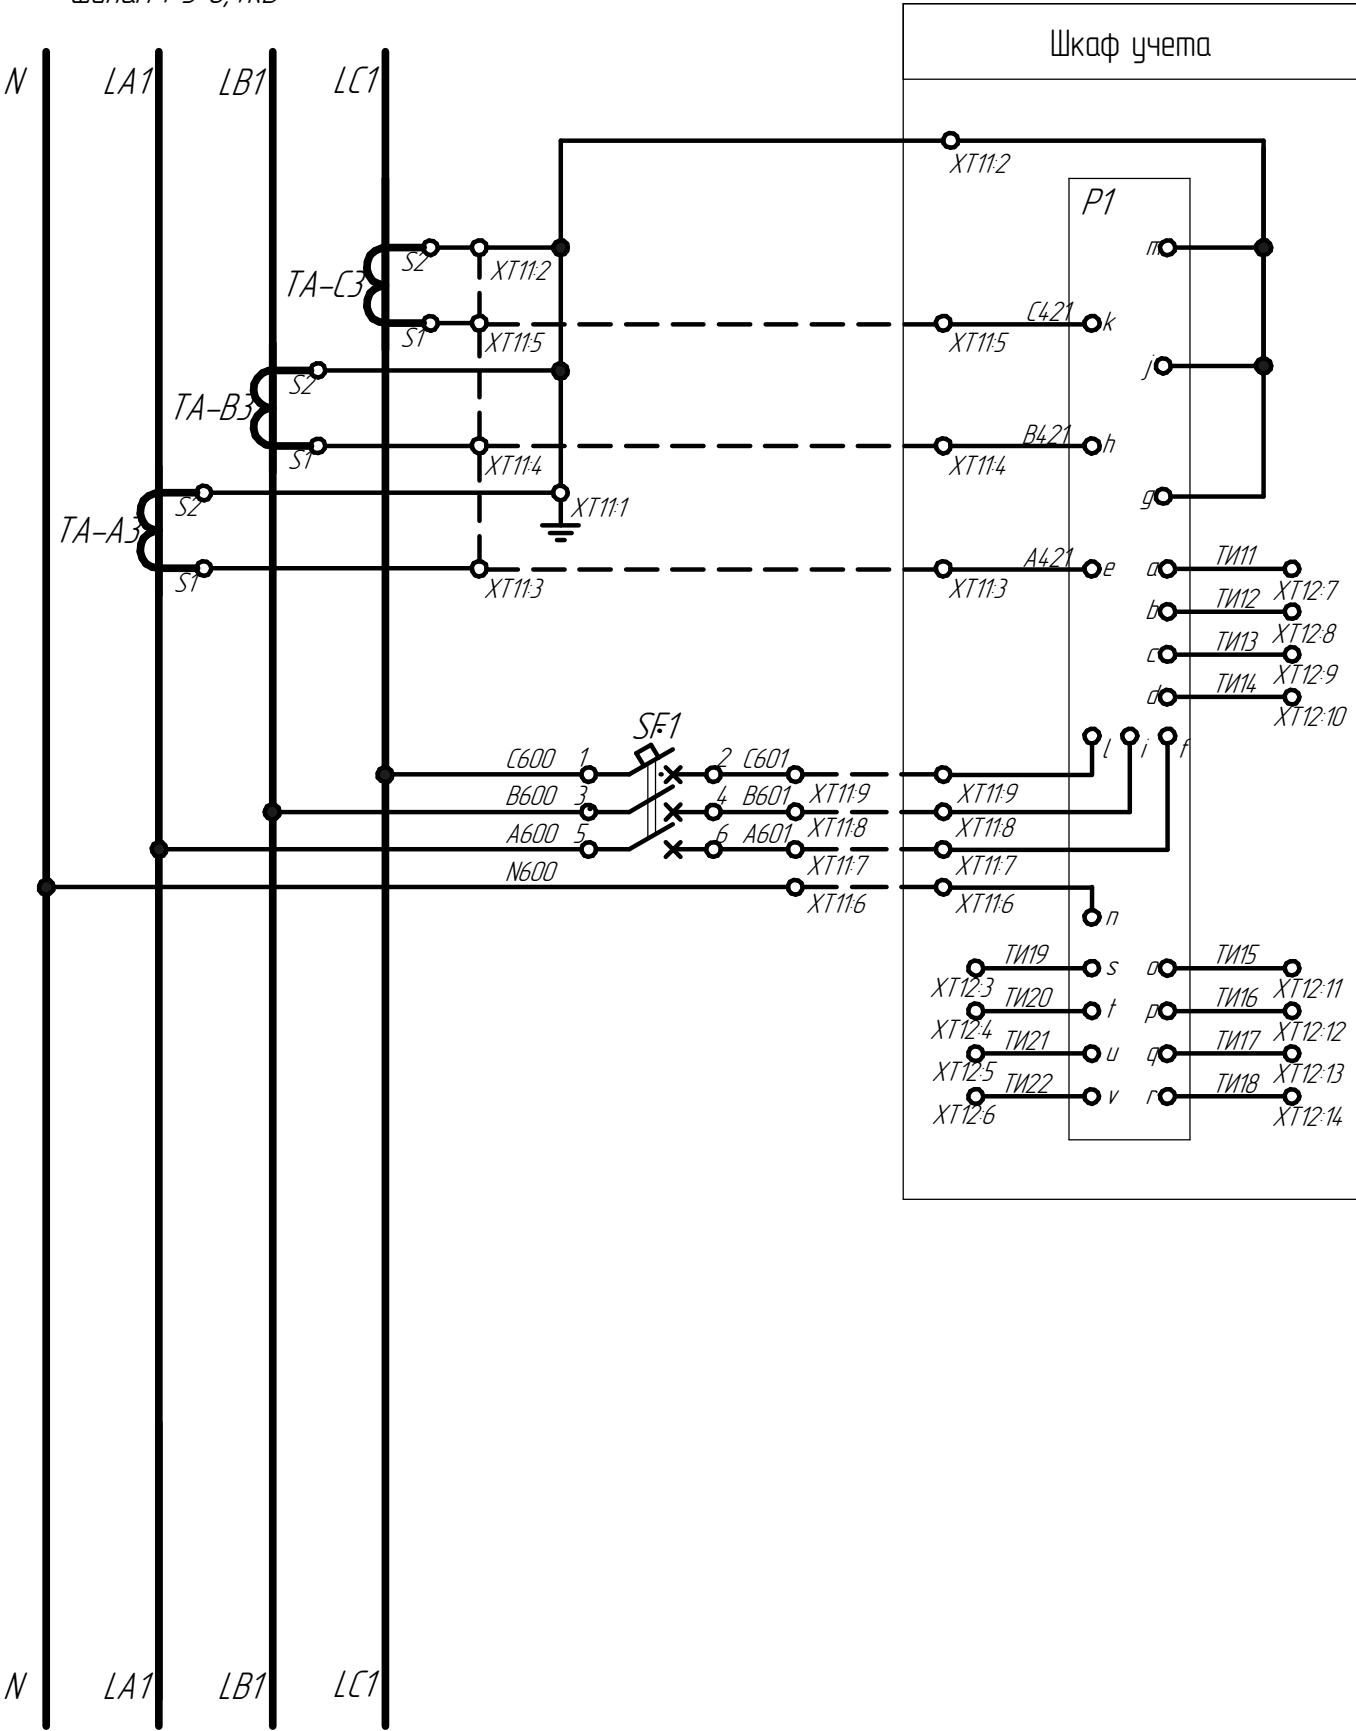 Шкаф учета
N
LA1
LB1
LC1
XT11:2
P1
m
S2
XT11:2
TA-C3
C421
k
S1
XT11:5
XT11:5
j
S2
TA-B3
B421
h
S1
XT11:4
XT11:4
g
S2
XT11:1
TA-A3
A421
e
a
ТИ11
XT12:7
S1
XT11:3
XT11:3
b
ТИ12
XT12:8
c
ТИ13
XT12:9
d
ТИ14
XT12:10
SF1
l
i
f
C600
1
2
C601
XT11:9
XT11:9
B600
3
4
B601
XT11:8
XT11:8
A600
5
6
A601
XT11:7
XT11:7
N600
XT11:6
XT11:6
n
ТИ19
s
o
ТИ15
XT12:3
XT12:11
ТИ20
t
p
ТИ16
XT12:4
XT12:12
ТИ21
u
q
ТИ17
XT12:5
XT12:13
ТИ22
v
r
ТИ18
XT12:6
XT12:14
N
LA1
LB1
LC1